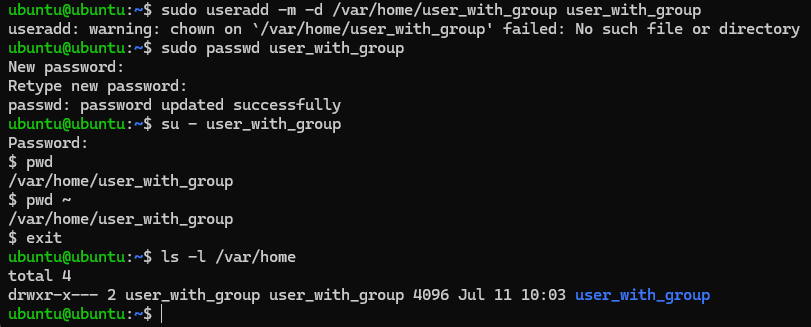 ubuntu@ubuntu:~$ sudo useradd -m -d /var/home/user_with_group user_with_group
useradd: warning: chown on `/var/home/user_with_group' failed: No such file or directory
ubuntu@ubuntu:~$ sudo passwd user_with_group
New password:
Retype new password:
passwd: password updated successfully
ubuntu@ubuntu:~$ su - user_with_group
Password:
$ pwd
/var/home/user_with_group
$ pwd ~
/var/home/user_with_group
$ exit
ubuntu@ubuntu:~$ ls -l /var/home
total 4
drwxr-x--- 2 user_with_group user_with_group 4096 Jul 11 10:03 user_with_group
ubuntu@ubuntu:~$